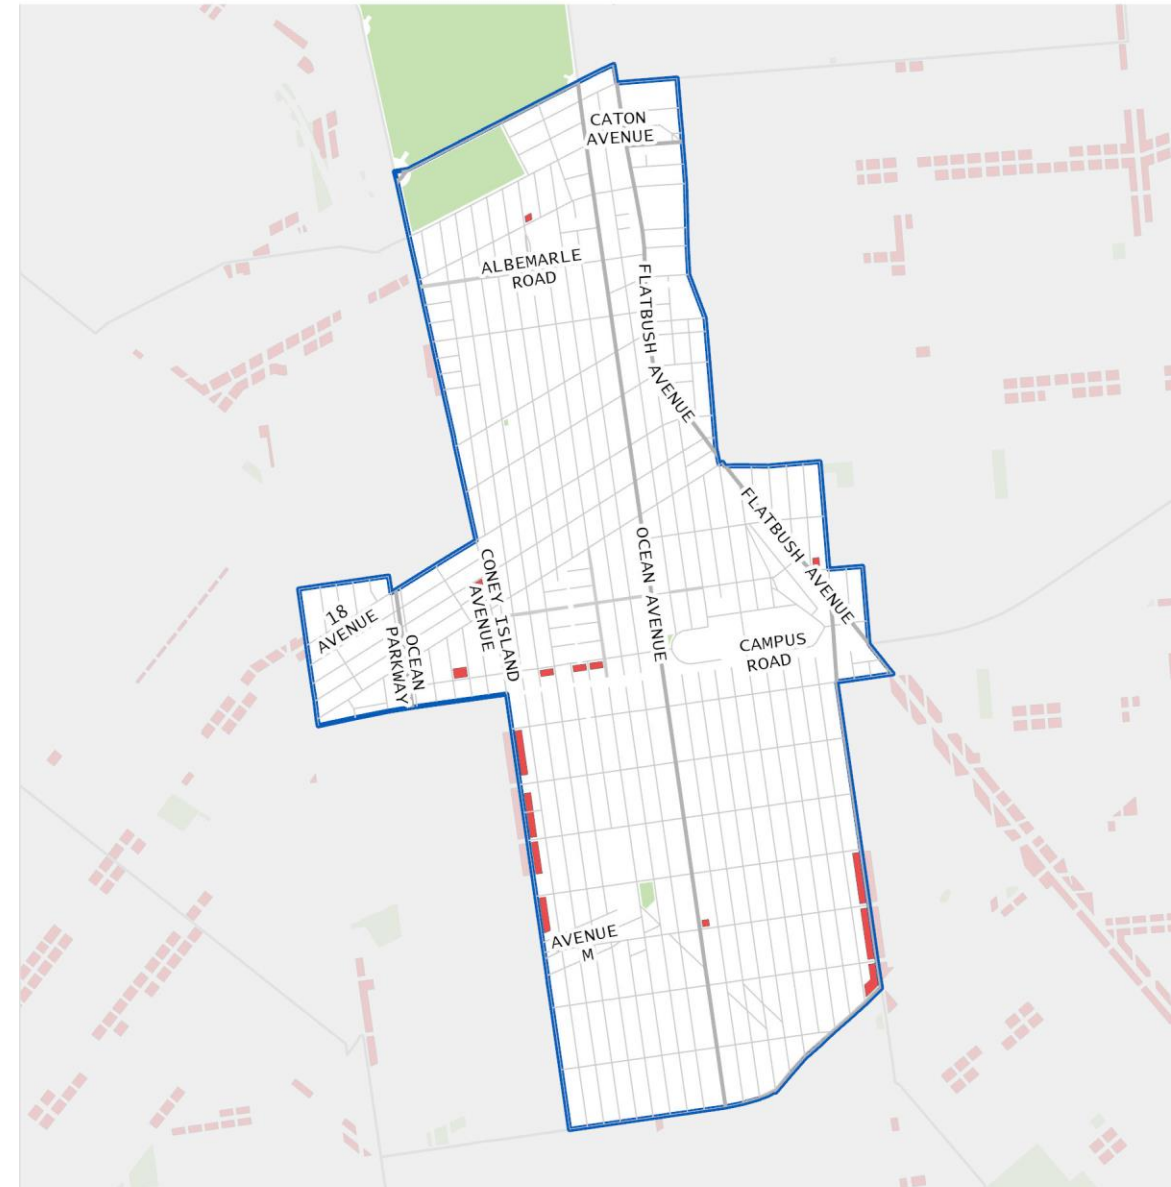 CATON
AVENUE
ALBEMARLE
ROAD
FLATBUSH AVENUE
FLATBUSH AVENUE
OCEAN AVENUE
CONEY ISLAND
AVENUE
18
AVENUE
OCEAN
PARKWAY
CAMPUS
ROAD
AVENUE
M